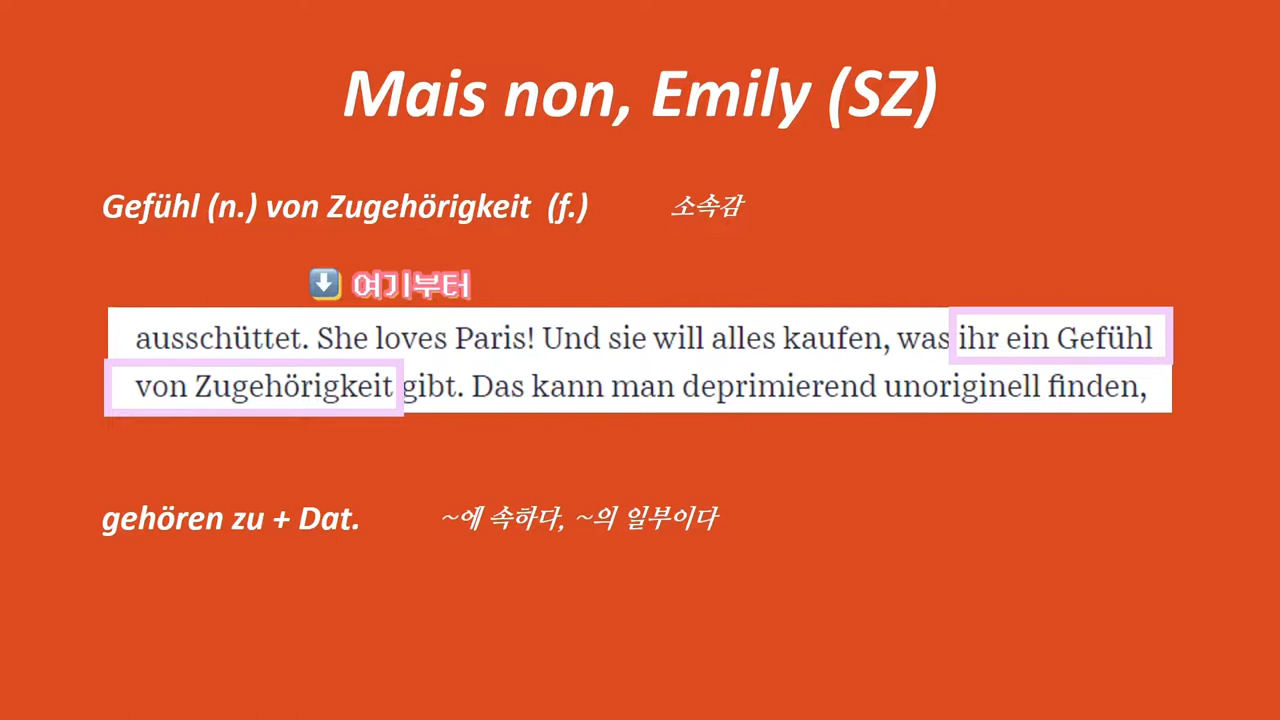 Mais non, Emily (SZ)
Gefühl (n.) von Zugehörigkeit (f.) 소속감
⬇ 여기부터
ausschüttet. She loves Paris! Und sie will alles kaufen, was ihr ein Gefühl
von Zugehörigkeit gibt. Das kann man deprimierend unoriginell finden,
gehören zu + Dat. ~에 속하다, ~의 일부이다